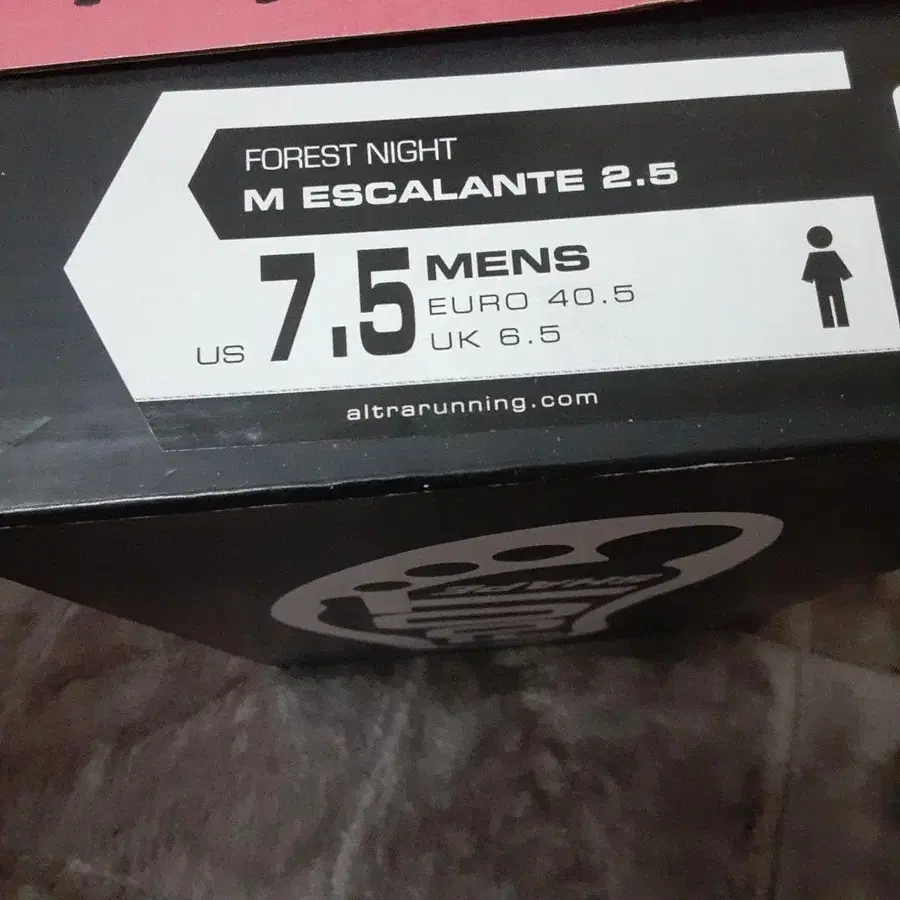 FOREST NIGHT
M ESCALANTE 2.5
US 7.5 MENS
EURO 40.5
UK 6.5
altrarunning.com